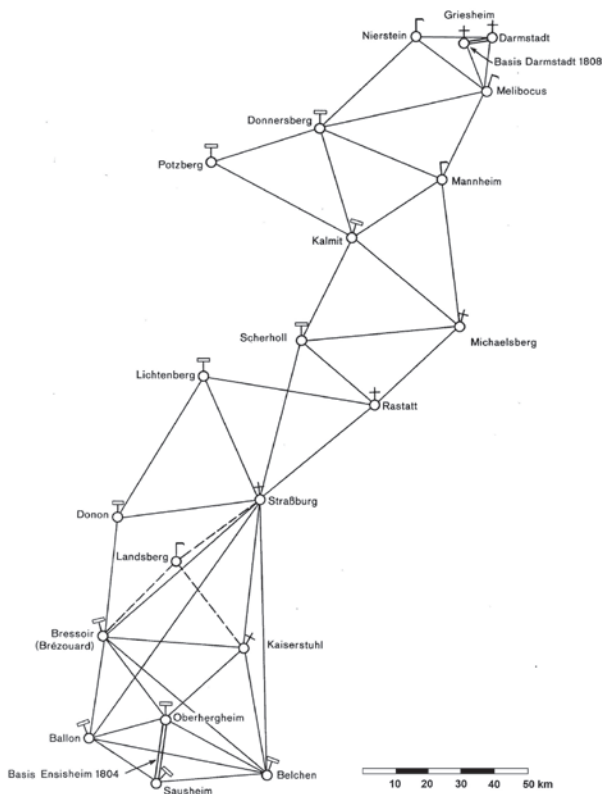 Griesheim
Nierstein
Darmstadt
Basis Darmstadt 1808
Melibocus
Donnersberg
Potzberg
Mannheim
Kalmit
Scherholl
Michaelsberg
Lichtenberg
Rastatt
Straßburg
Donon
Landsberg
Bressoir
(Brézouard)
Kaiserstuhl
Oberhergheim
Ballon
Basis Ensisheim 1804
Belchen
Sausheim
0 10 20 30 40 50 km